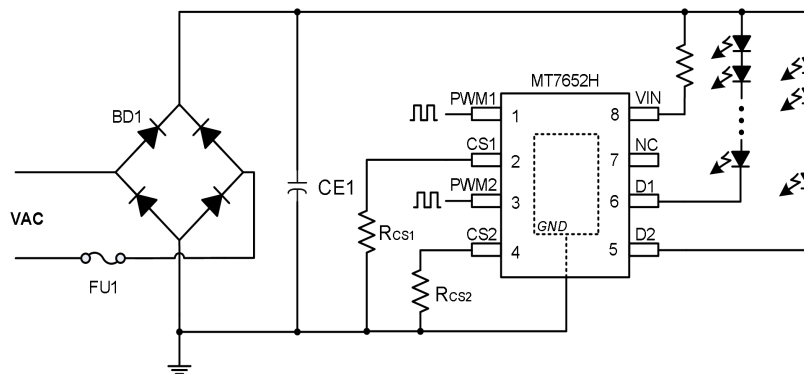 MT7652H
BD1
PWM1
1
8
VIN
CS1
2
7
NC
CE1
PWM2
3
6
D1
VAC
RCS1
GND
CS2
4
5
D2
FU1
RCS2